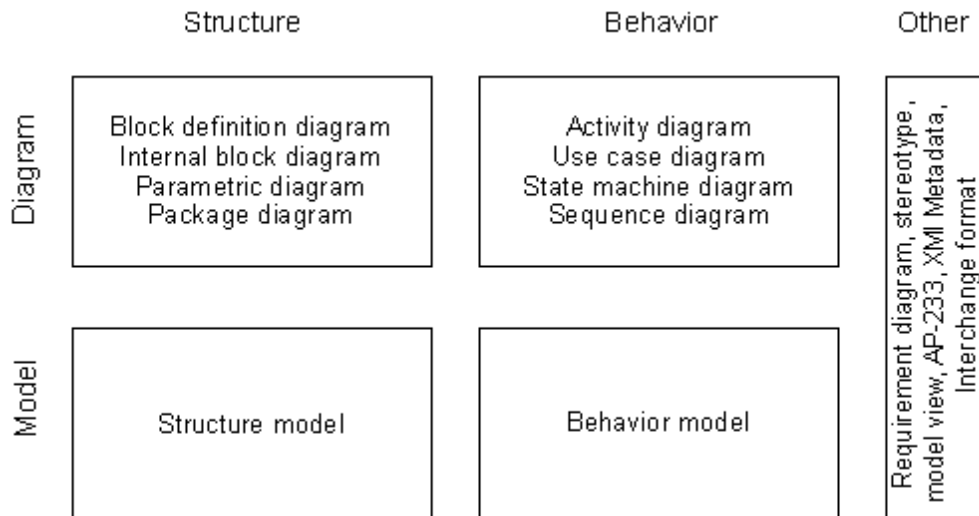 Structure
Behavior
Other
Diagram
Block definition diagram
Internal block diagram
Parametric diagram
Package diagram
Activity diagram
Use case diagram
State machine diagram
Sequence diagram
Requirement diagram, stereotype,
model view, AP-233, XMI Metadata,
Interchange format
Model
Structure model
Behavior model